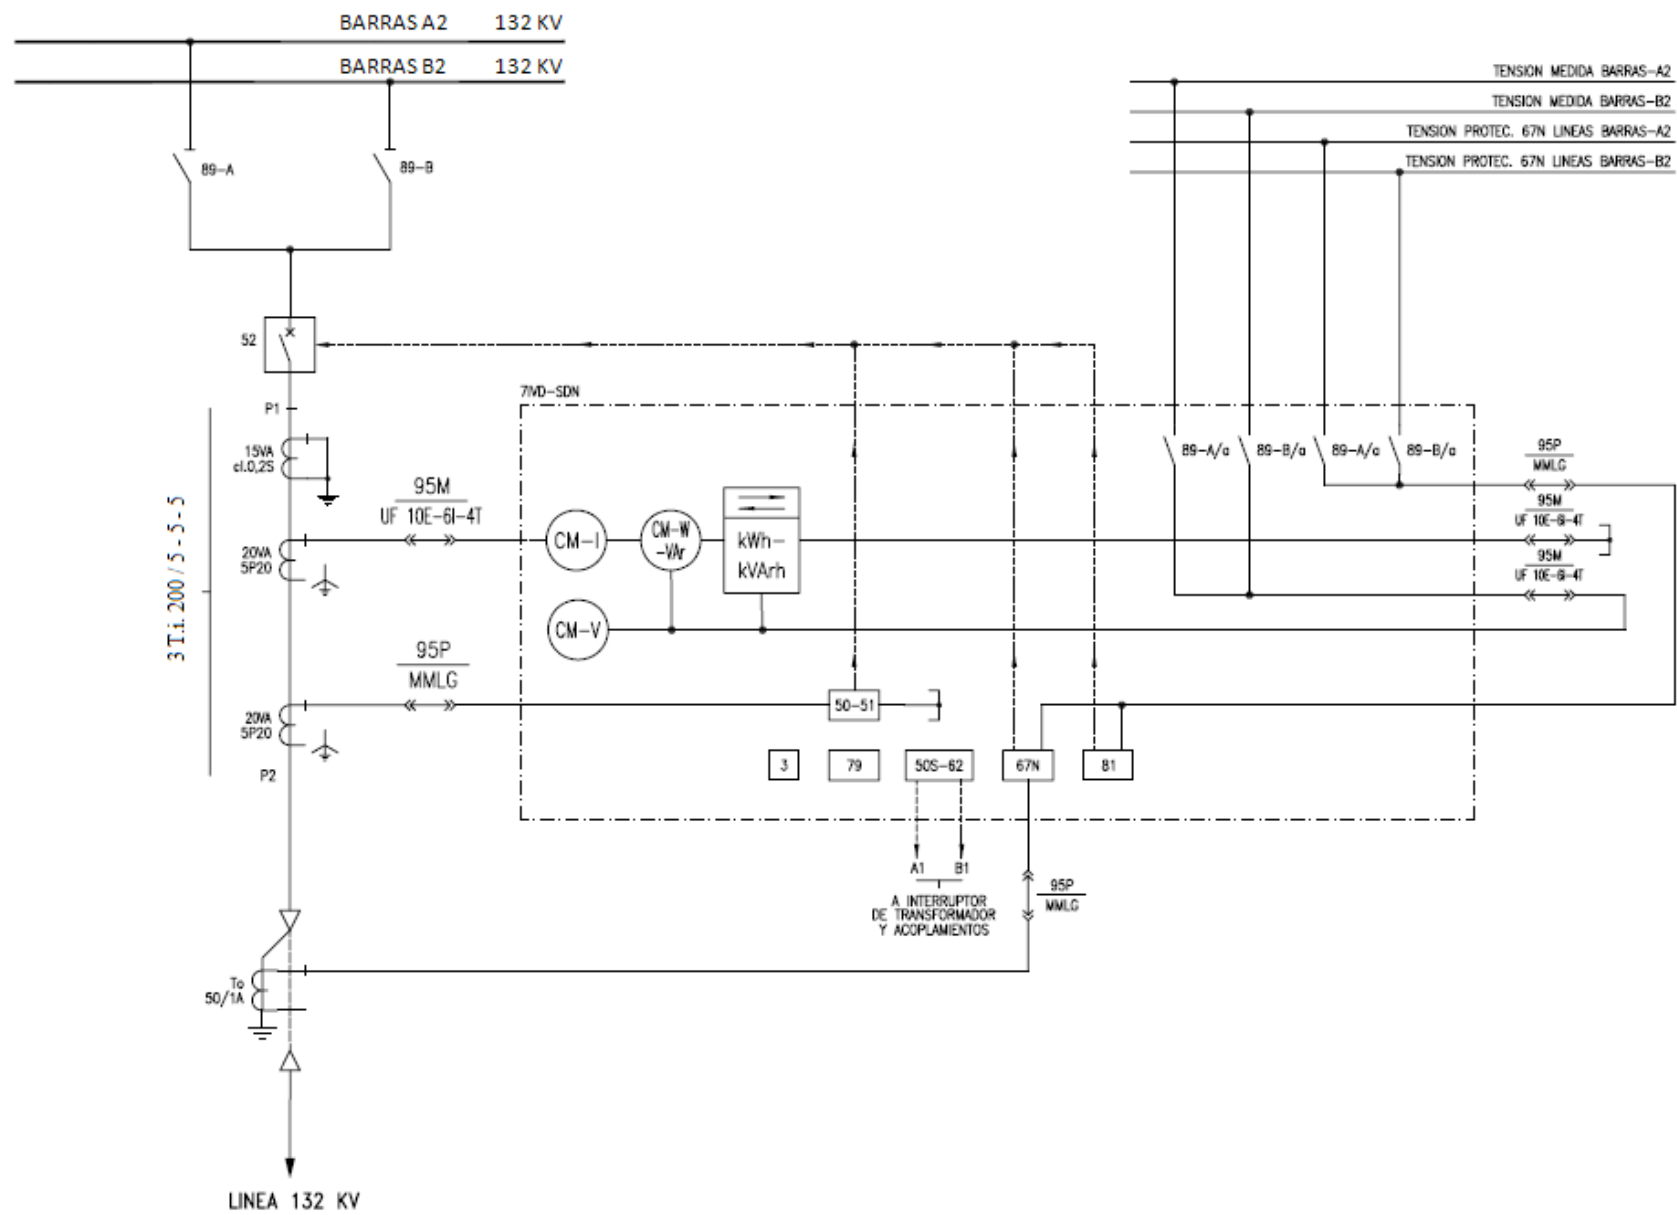 BARRAS A2 132 KV
BARRAS B2 132 KV
TENSION MEDIDA BARRAS-A2
TENSION MEDIDA BARRAS-B2
TENSION PROTEC. 67N LINEAS BARRAS-A2
TENSION PROTEC. 67N LINEAS BARRAS-B2
89-A
89-B
52
7IVD-SDN
P1
15VA
cl.0,2S
3 T.i. 200 / 5 - 5 - 5
95M
UF 10E-6I-4T
20VA
5P20
CM-I
CM-W
-VAr
kWh-
kVArh
CM-V
89-A/a
89-B/a
89-A/a
89-B/a
95P
MMLG
95M
UF 10E-6I-4T
95M
UF 10E-6I-4T
95P
MMLG
20VA
5P20
P2
50-51
3
79
50S-62
67N
81
A1
B1
A INTERRUPTOR
DE TRANSFORMADOR
Y ACOPLAMIENTOS
95P
MMLG
To
50/1A
LINEA 132 KV